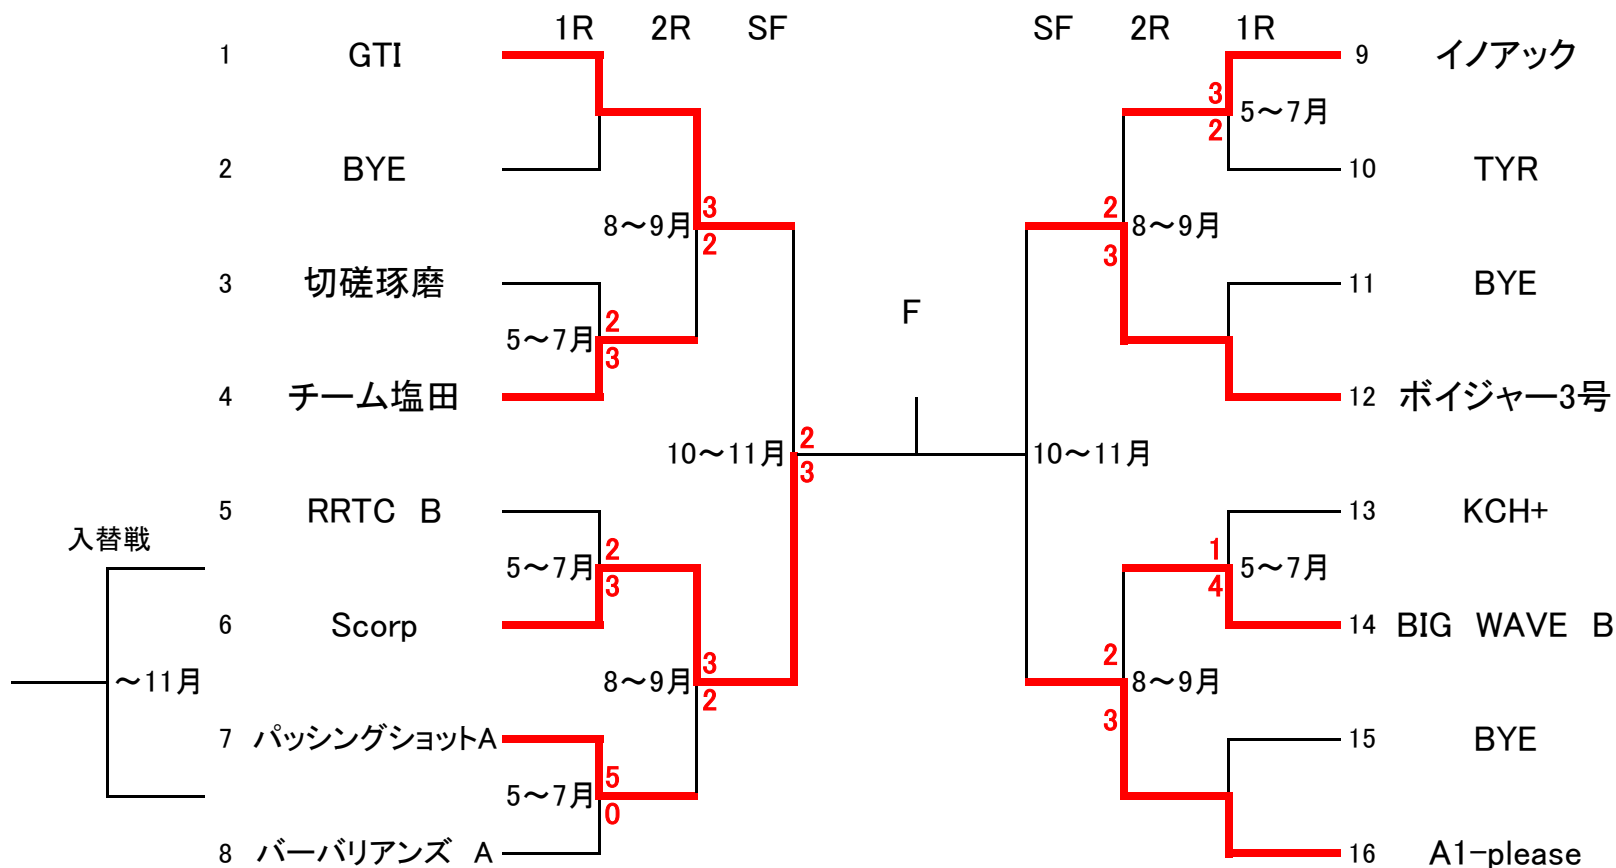 1R 2R SF SF 2R 1R
1 GTI 9 イノアック
3
5～7月
2
2 BYE 10 TYR
3 2
8～9月 8～9月
2 3
3 切磋琢磨 11 BYE
F
2
5～7月
3
4 チーム塩田 12 ボイジャー3号
2
10～11月 10～11月
3
5 RRTC B 13 KCH+
入替戦
2 1
5～7月 5～7月
3 4
6 Scorp 14 BIG WAVE B
3 2
～11月 8～9月 8～9月
2 3
7 パッシングショットA 15 BYE
5
5～7月
0
8 バーバリアンズ A 16 A1-please